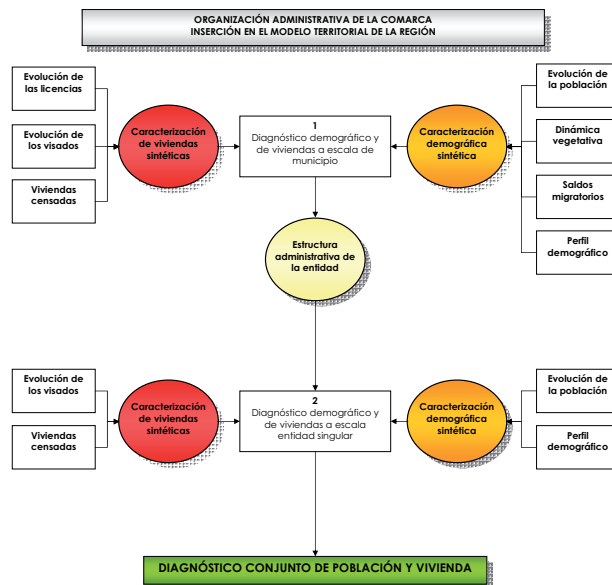 ORGANIZACIÓN ADMINISTRATIVA DE LA COMARCA
INSERCIÓN EN EL MODELO TERRITORIAL DE LA REGIÓN
Evolución de
las licencias
Evolución de
los visados
Viviendas
censadas
Caracterización
de viviendas
sintéticas
1
Diagnóstico demográfico y
de viviendas a escala de
municipio
Caracterización
demográfica
sintética
Evolución de
la población
Dinámica
vegetativa
Saldos
migratorios
Perfil
demográfico
Estructura
administrativa de
la entidad
Evolución de
los visados
Viviendas
censadas
Caracterización
de viviendas
sintéticas
2
Diagnóstico demográfico y
de viviendas a escala
entidad singular
Caracterización
demográfica
sintética
Evolución de
la población
Perfil
demográfico
DIAGNÓSTICO CONJUNTO DE POBLACIÓN Y VIVIENDA